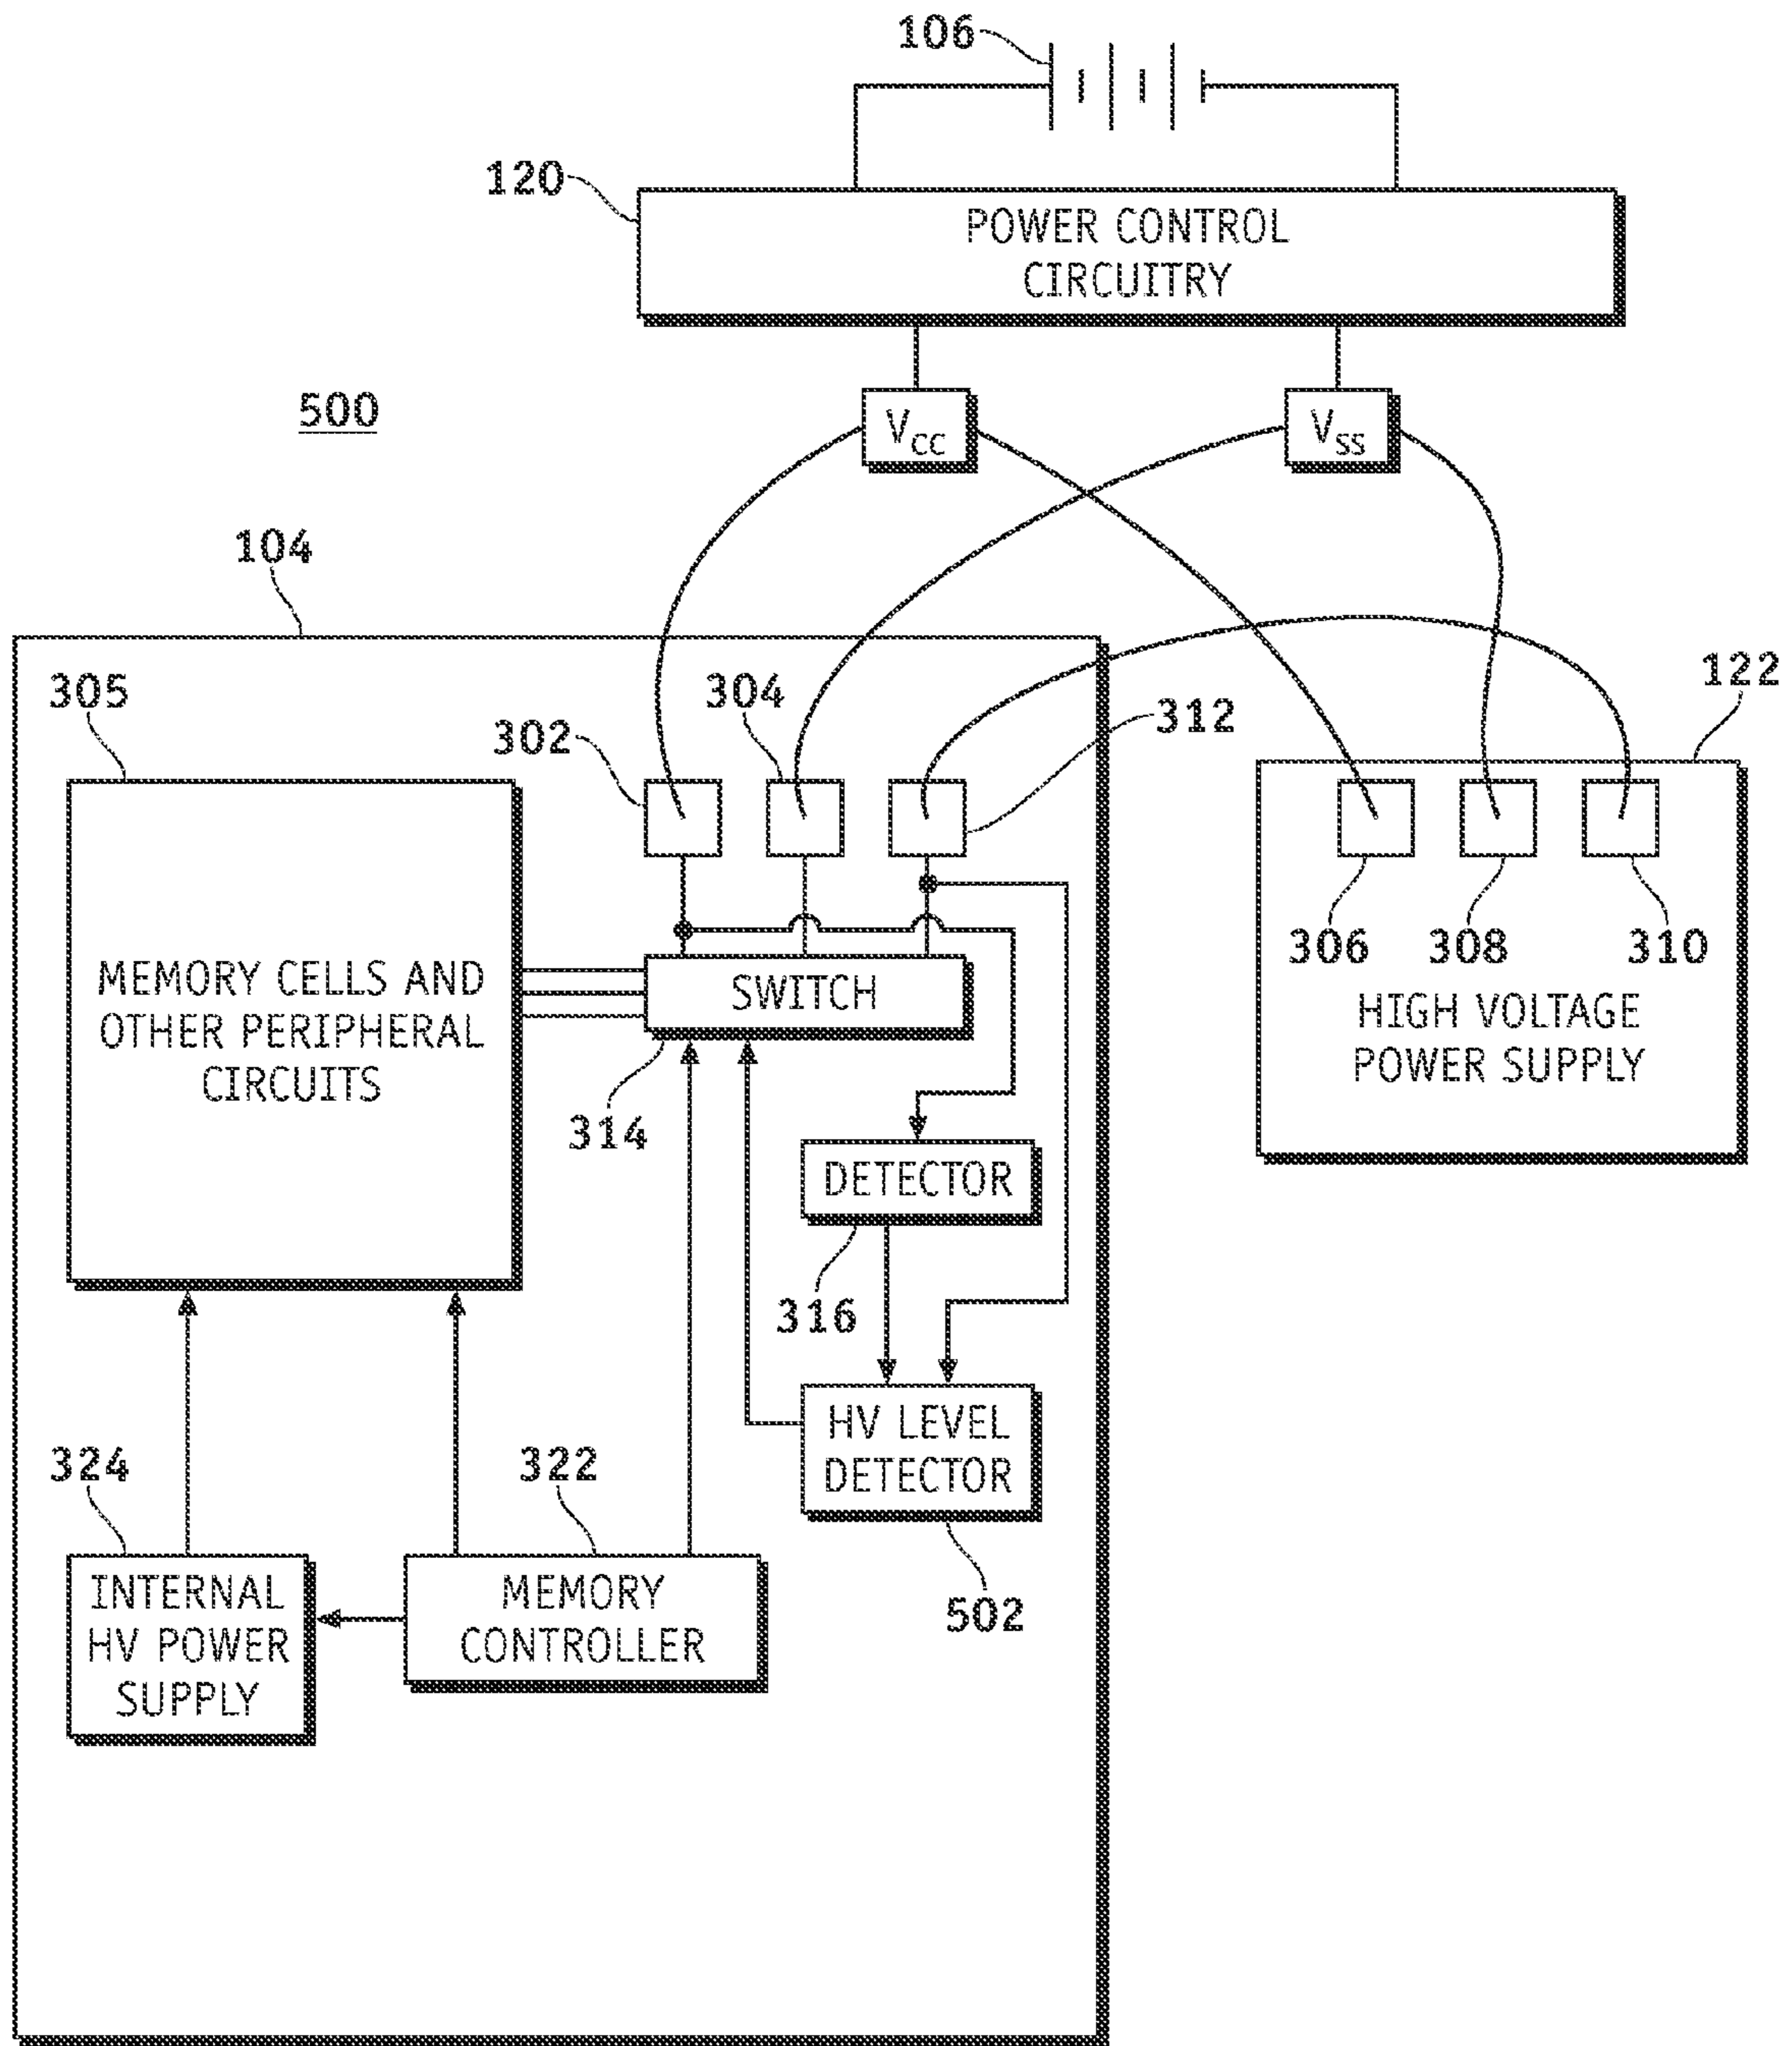 106
120
POWER CONTROL
CIRCUITRY
500
VCC
VSS
104
305
302
304
312
122
306
308
310
HIGH VOLTAGE
POWER SUPPLY
MEMORY CELLS AND
OTHER PERIPHERAL
CIRCUITS
SWITCH
314
DETECTOR
316
HV LEVEL
DETECTOR
502
324
322
INTERNAL
HV POWER
SUPPLY
MEMORY
CONTROLLER